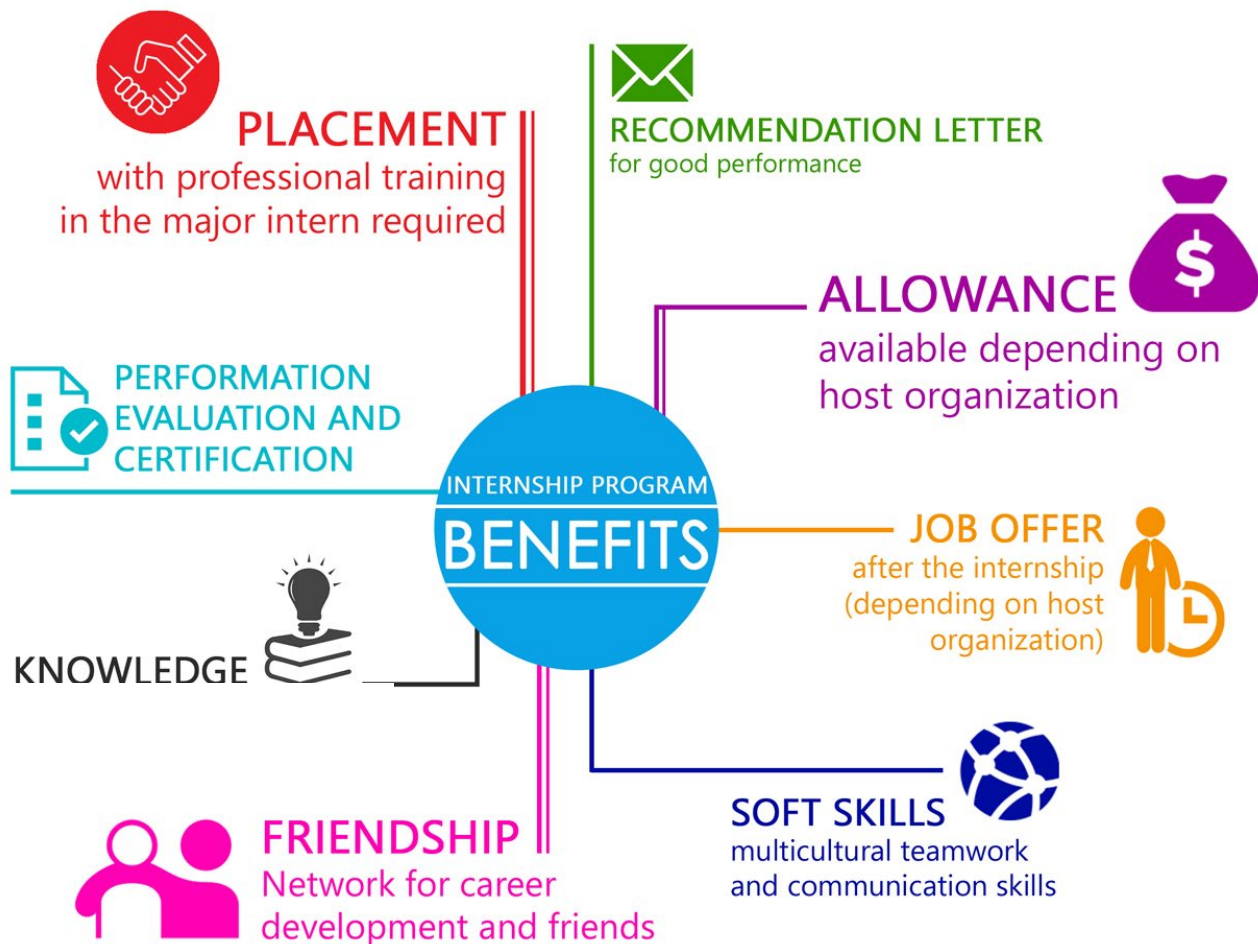 PLACEMENT
with professional training
in the major intern required
RECOMMENDATION LETTER
for good performance
$
ALLOWANCE
available depending on
host organization
PERFORMATION
EVALUATION AND
CERTIFICATION
INTERNSHIP PROGRAM
BENEFITS
JOB OFFER
after the internship
(depending on host
organization)
KNOWLEDGE
SOFT SKILLS
multicultural teamwork
and communication skills
FRIENDSHIP
Network for career
development and friends